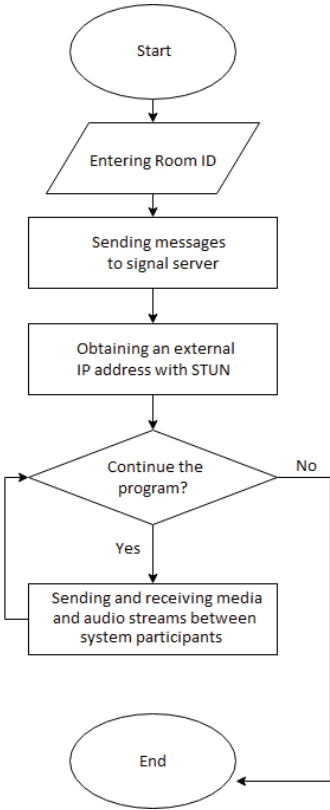 Start
Entering Room ID
Sending messages
to signal server
Obtaining an external
IP address with STUN
Continue the
program?
No
Yes
Sending and receiving media
and audio streams between
system participants
End